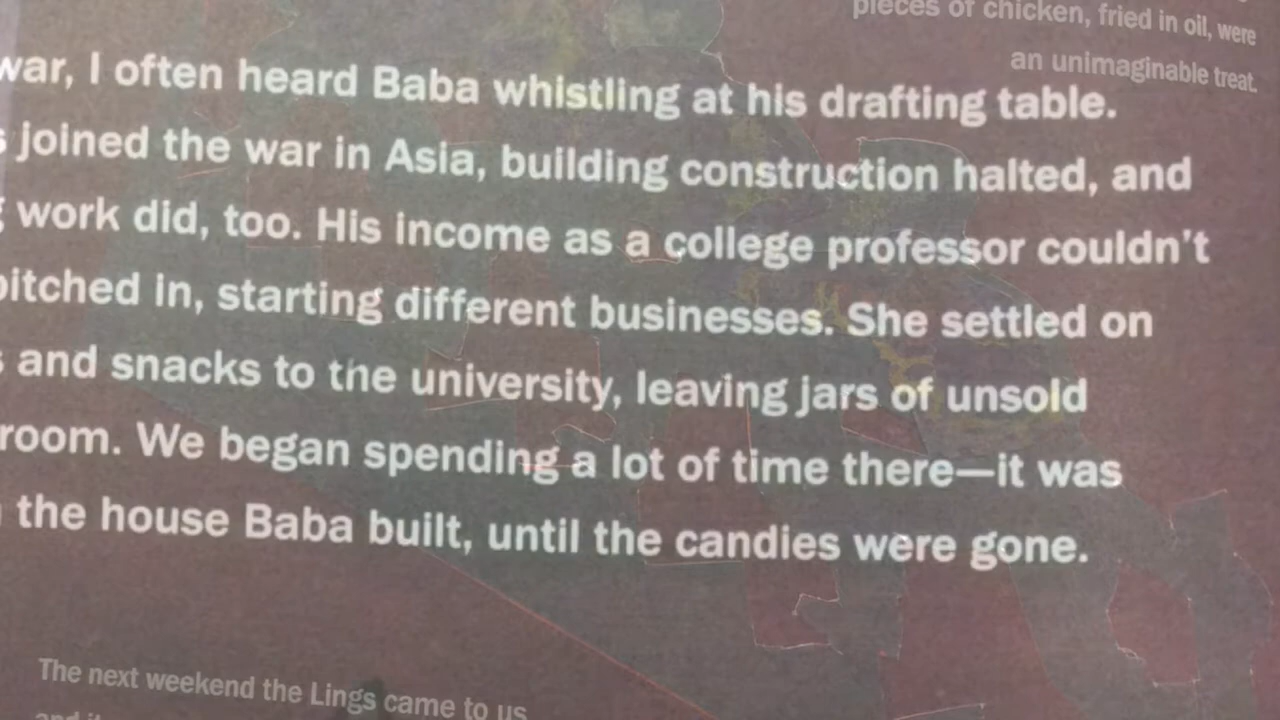 pieces of chicken, fried in oil, were
an unimaginable treat.
war, I often heard Baba whistling at his drafting table.
joined the war in Asia, building construction halted, and
work did, too. His income as a college professor couldn't
pitched in, starting different businesses. She settled on
and snacks to the university, leaving jars of unsold
room. We began spending a lot of time there—it was
the house Baba built, until the candies were gone.
The next weekend the Lings came to us